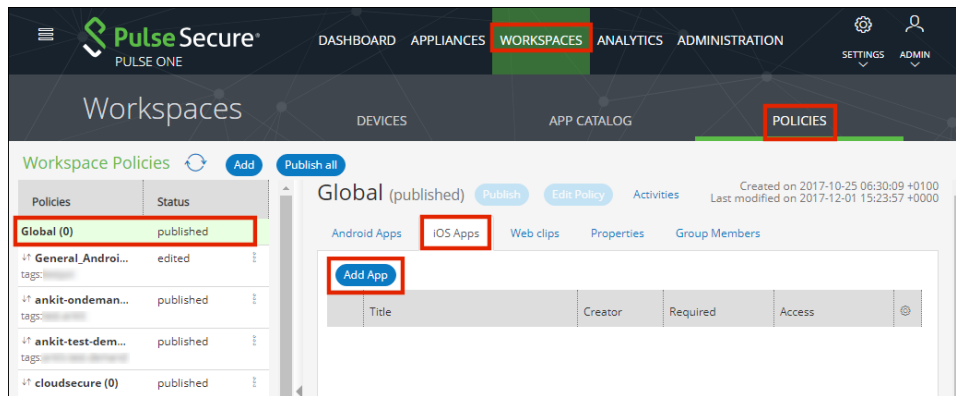 Pulse Secure®
PULSE ONE
DASHBOARD APPLIANCES WORKSPACES ANALYTICS ADMINISTRATION
SETTINGS ADMIN
Workspaces
DEVICES APP CATALOG POLICIES
Workspace Policies Add Publish all
Policies Status
Global (0) published
General_Androi... edited
tags:
ankit-ondeman... published
tags:
ankit-test-dem... published
tags:
cloudsecure (0) published
Global (published) Publish Edit Policy Activities
Created on 2017-10-25 06:30:09 +0100
Last modified on 2017-12-01 15:23:57 +0000
Android Apps iOS Apps Web clips Properties Group Members
Add App
Title Creator Required Access